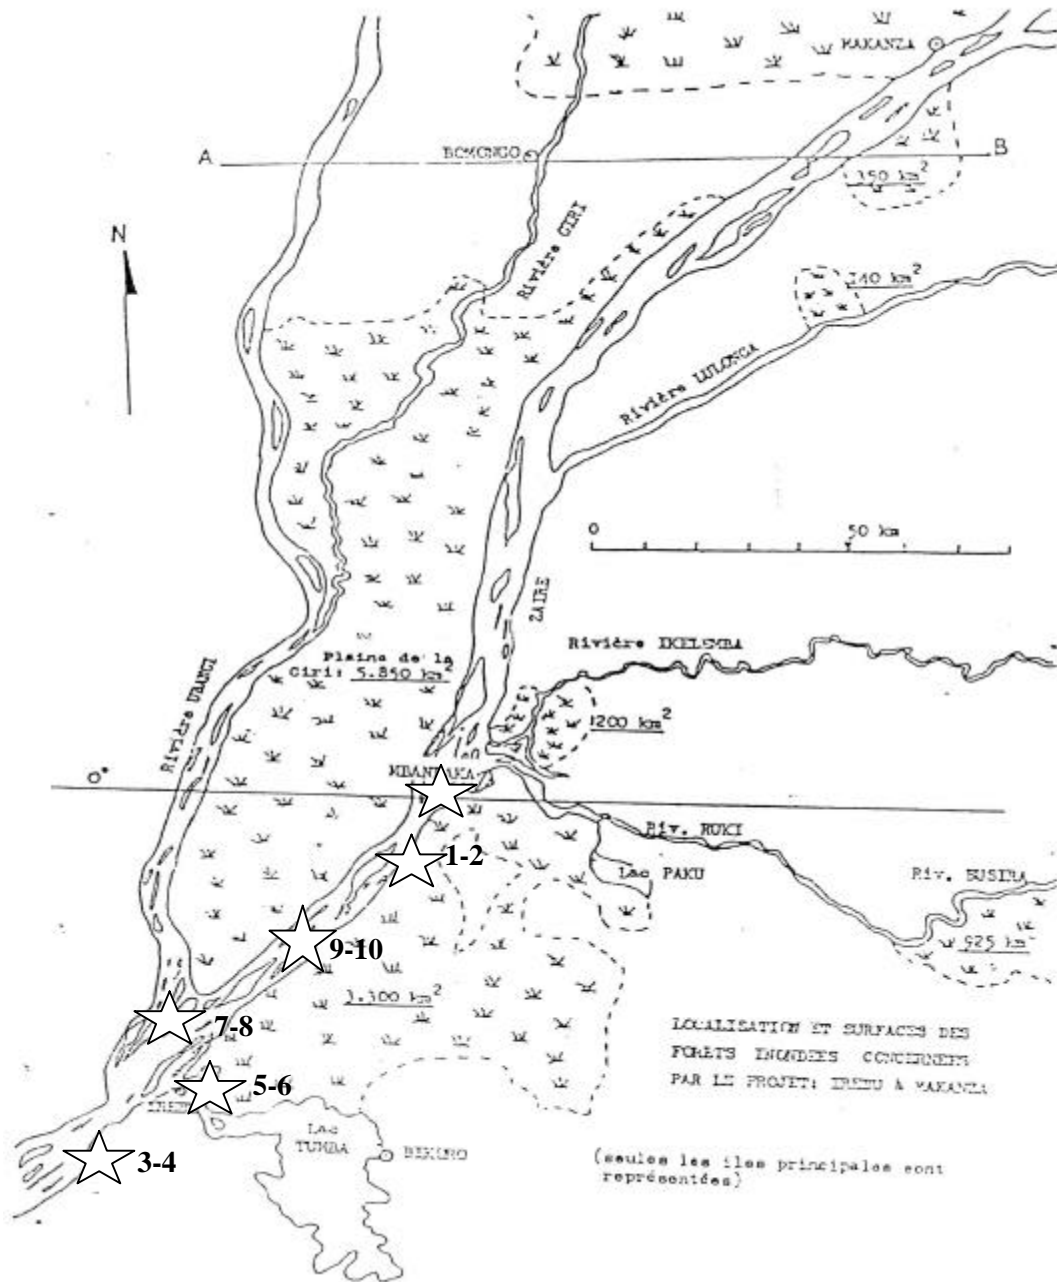 MAKANZA
A
BOMONGO
B
150 km²
N
Rivière GIRI
140 km²
Rivière LULONGA
0
50 km
ZAIRE
Rivière IKELEMBA
Plaine de la
Giri: 5.850 km²
Rivière UBANGI
1200 km²
MBANDAKA
0°
Riv. RUKI
1-2
Lac PAKU
Riv. BUSIRA
9-10
925 km²
3.300 km²
7-8
LOCALISATION ET SURFACES DES
FORETS INONDEES CONCERNEES
PAR LE PROJET: IREBU A MAKANZA
5-6
Lac
TUMBA
BIKORO
3-4
(seules les iles principales sont
représentées)